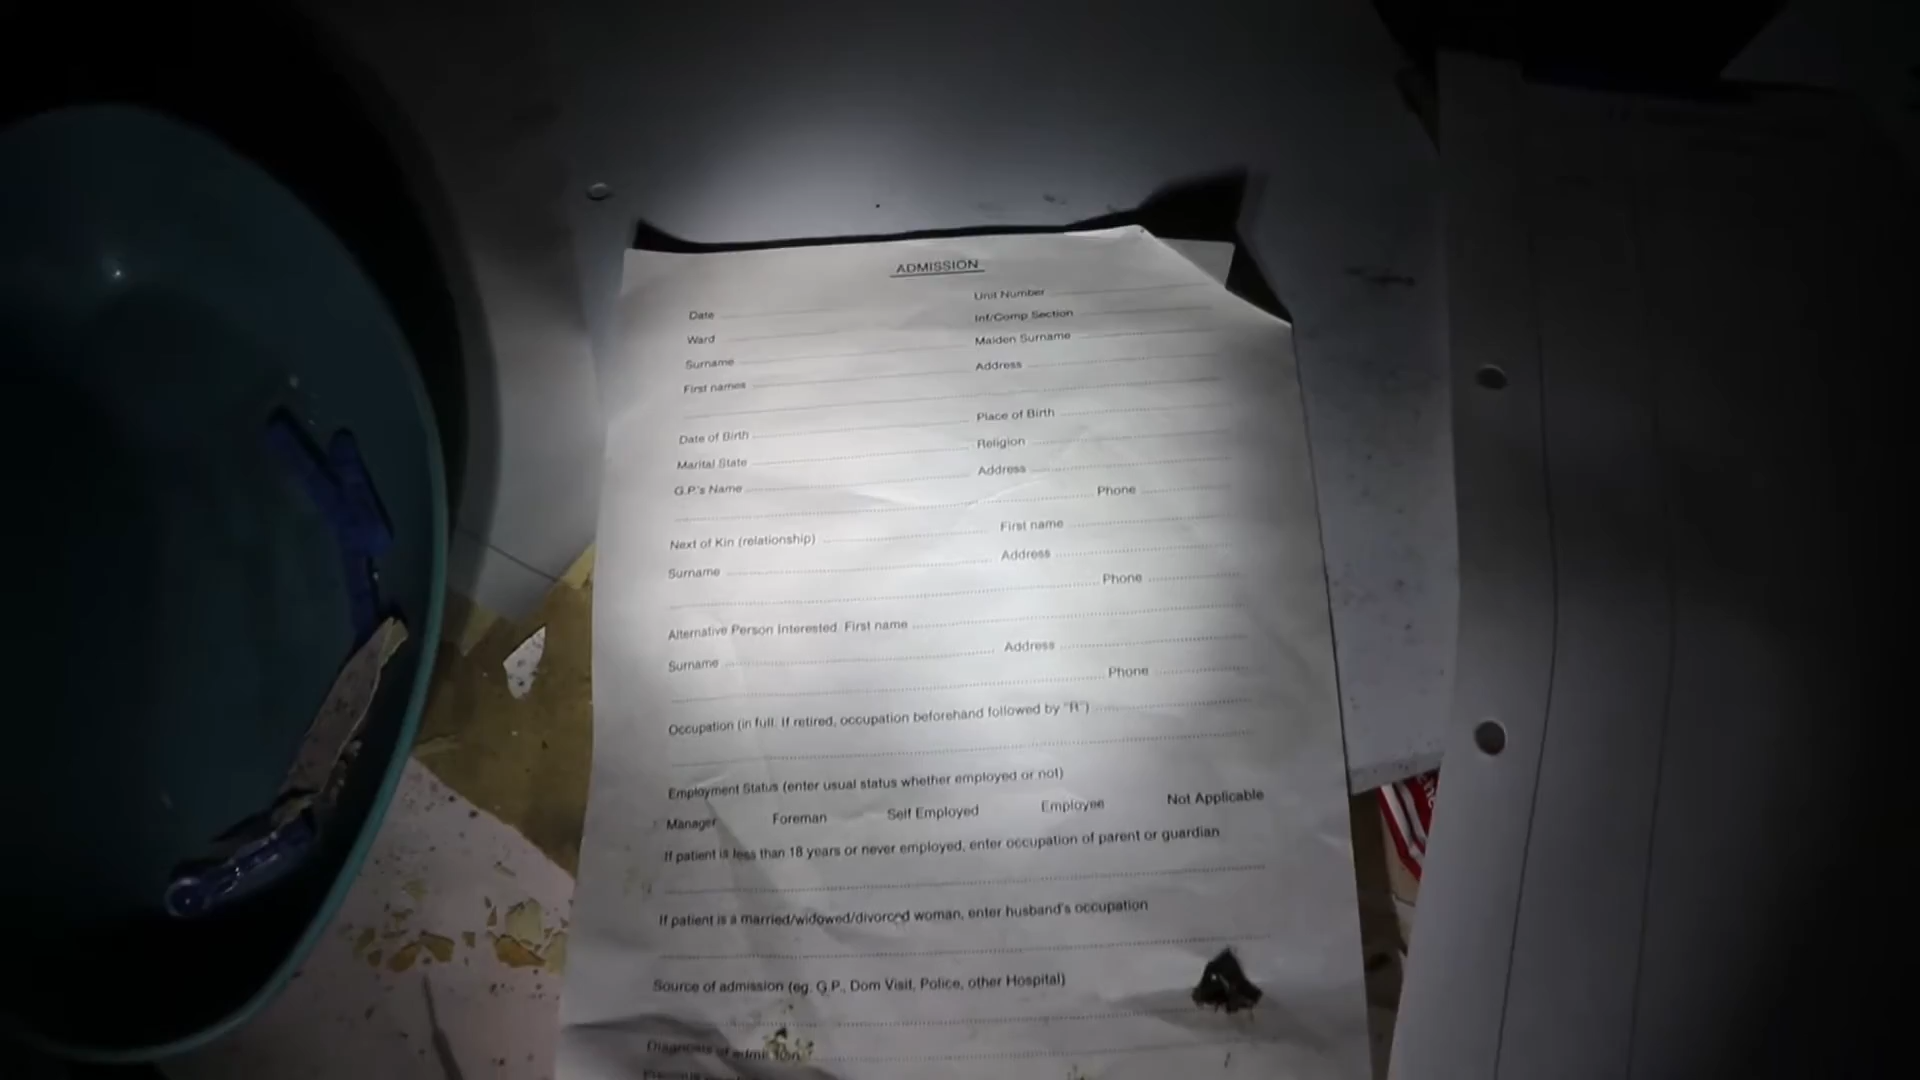 ADMISSION
Unit Number
Date
Inf/Comp Section
Ward
Maiden Surname
Surname
Address
First names
Place of Birth
Date of Birth
Religion
Marital State
Address
G.P.'s Name
Phone
Next of Kin (relationship) First name
Surname Address
Phone
Alternative Person Interested. First name
Surname Address
Phone
Occupation (in full. If retired, occupation beforehand followed by "R")
Employment Status (enter usual status whether employed or not)
Manager Foreman Self Employed Employee Not Applicable
If patient is less than 18 years or never employed, enter occupation of parent or guardian
If patient is a married/widowed/divorced woman, enter husband's occupation
Source of admission (eg. G.P., Dom Visit, Police, other Hospital)
Diagnosis of admission